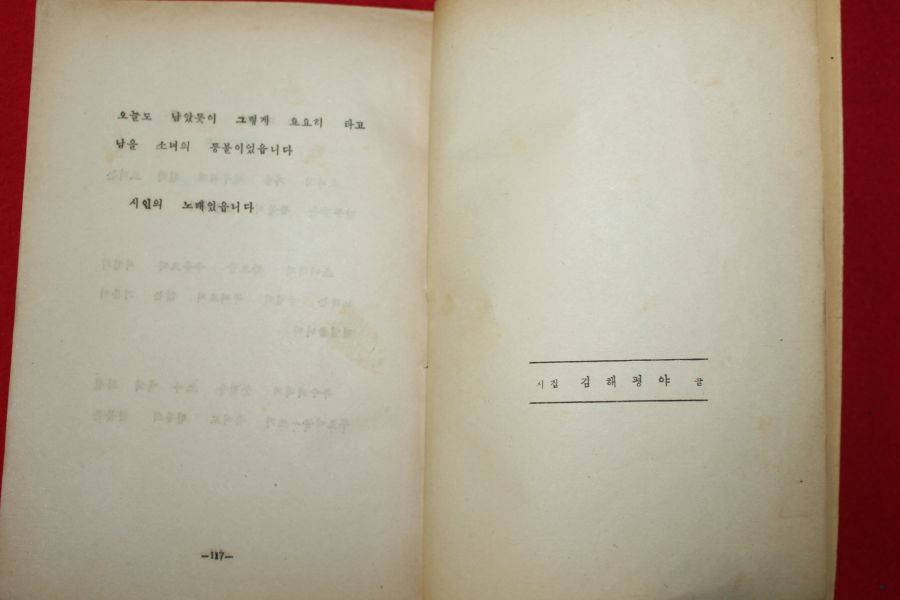 오늘도 남았듯이 그렇게 요요히 타고
남을 소녀의 등불이었읍니다
시인의 노래였읍니다
—117—
시집 김해평야 끝